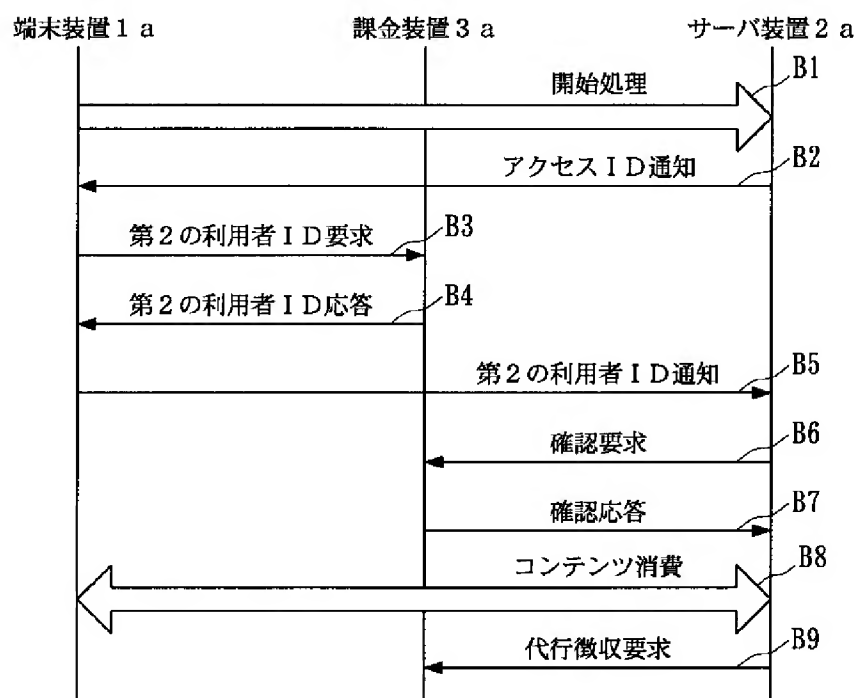 端末装置1a 課金装置3a サーバ装置2a
開始処理 B1
アクセスID通知 B2
第2の利用者ID要求 B3
第2の利用者ID応答 B4
第2の利用者ID通知 B5
確認要求 B6
確認応答 B7
コンテンツ消費 B8
代行徴収要求 B9